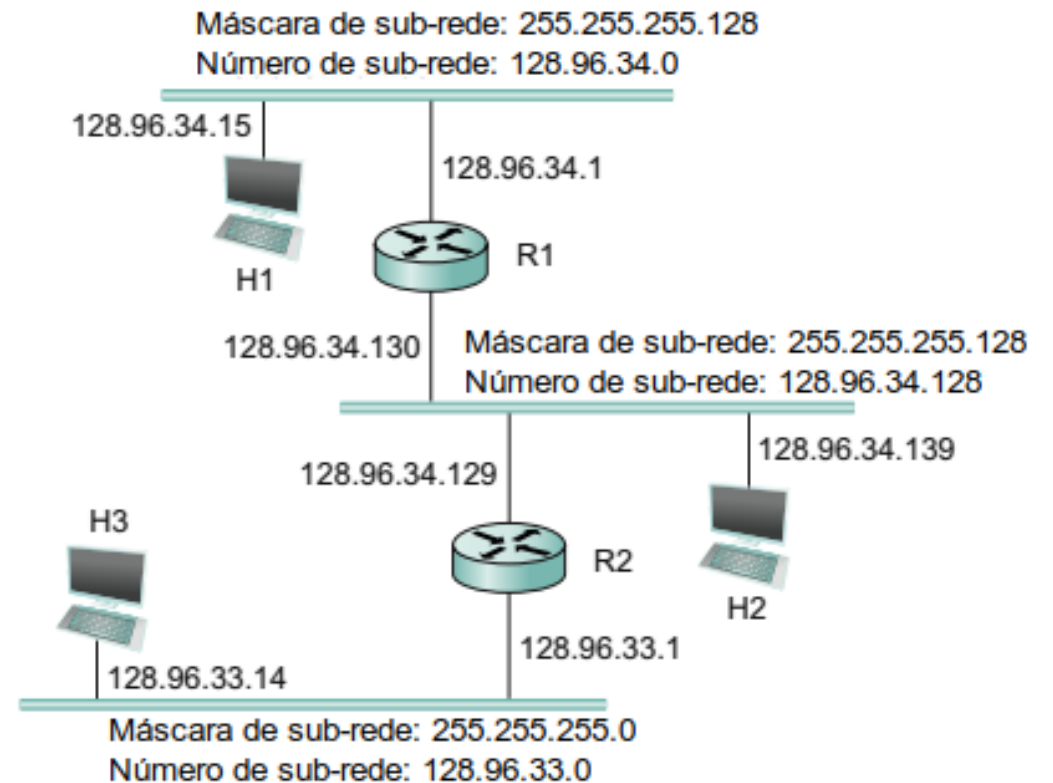 Máscara de sub-rede: 255.255.255.128
Número de sub-rede: 128.96.34.0
128.96.34.15
128.96.34.1
H1
R1
128.96.34.130
Máscara de sub-rede: 255.255.255.128
Número de sub-rede: 128.96.34.128
128.96.34.129
128.96.34.139
H3
R2
H2
128.96.33.1
128.96.33.14
Máscara de sub-rede: 255.255.255.0
Número de sub-rede: 128.96.33.0